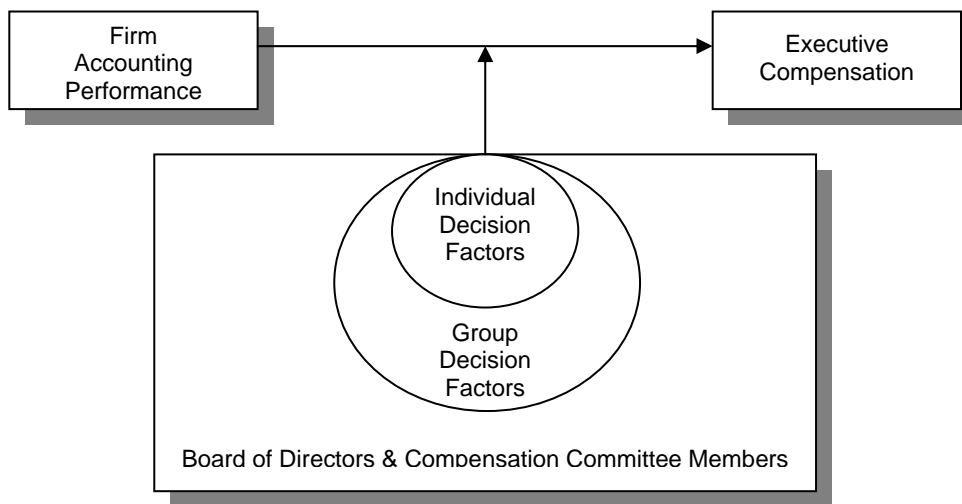 Firm
Accounting
Performance
Executive
Compensation
Individual
Decision
Factors
Group
Decision
Factors
Board of Directors & Compensation Committee Members